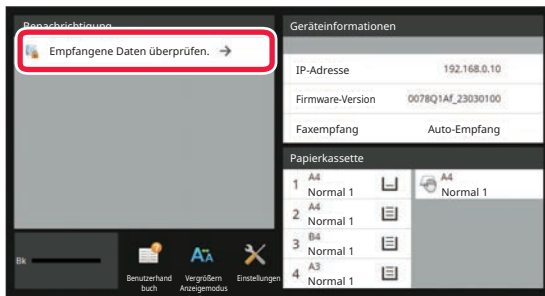 Benachrichtigung
Empfangene Daten überprüfen. →
Bk
Benutzerhand
buch
Vergrößern
Anzeigemodus
Einstellungen
Geräteinformationen
IP-Adresse 192.168.0.10
Firmware-Version 0078Q1Af_23030100
Faxempfang Auto-Empfang
Papierkassette
1 A4
Normal 1
A4
Normal 1
2 A4
Normal 1
3 B4
Normal 1
4 A3
Normal 1